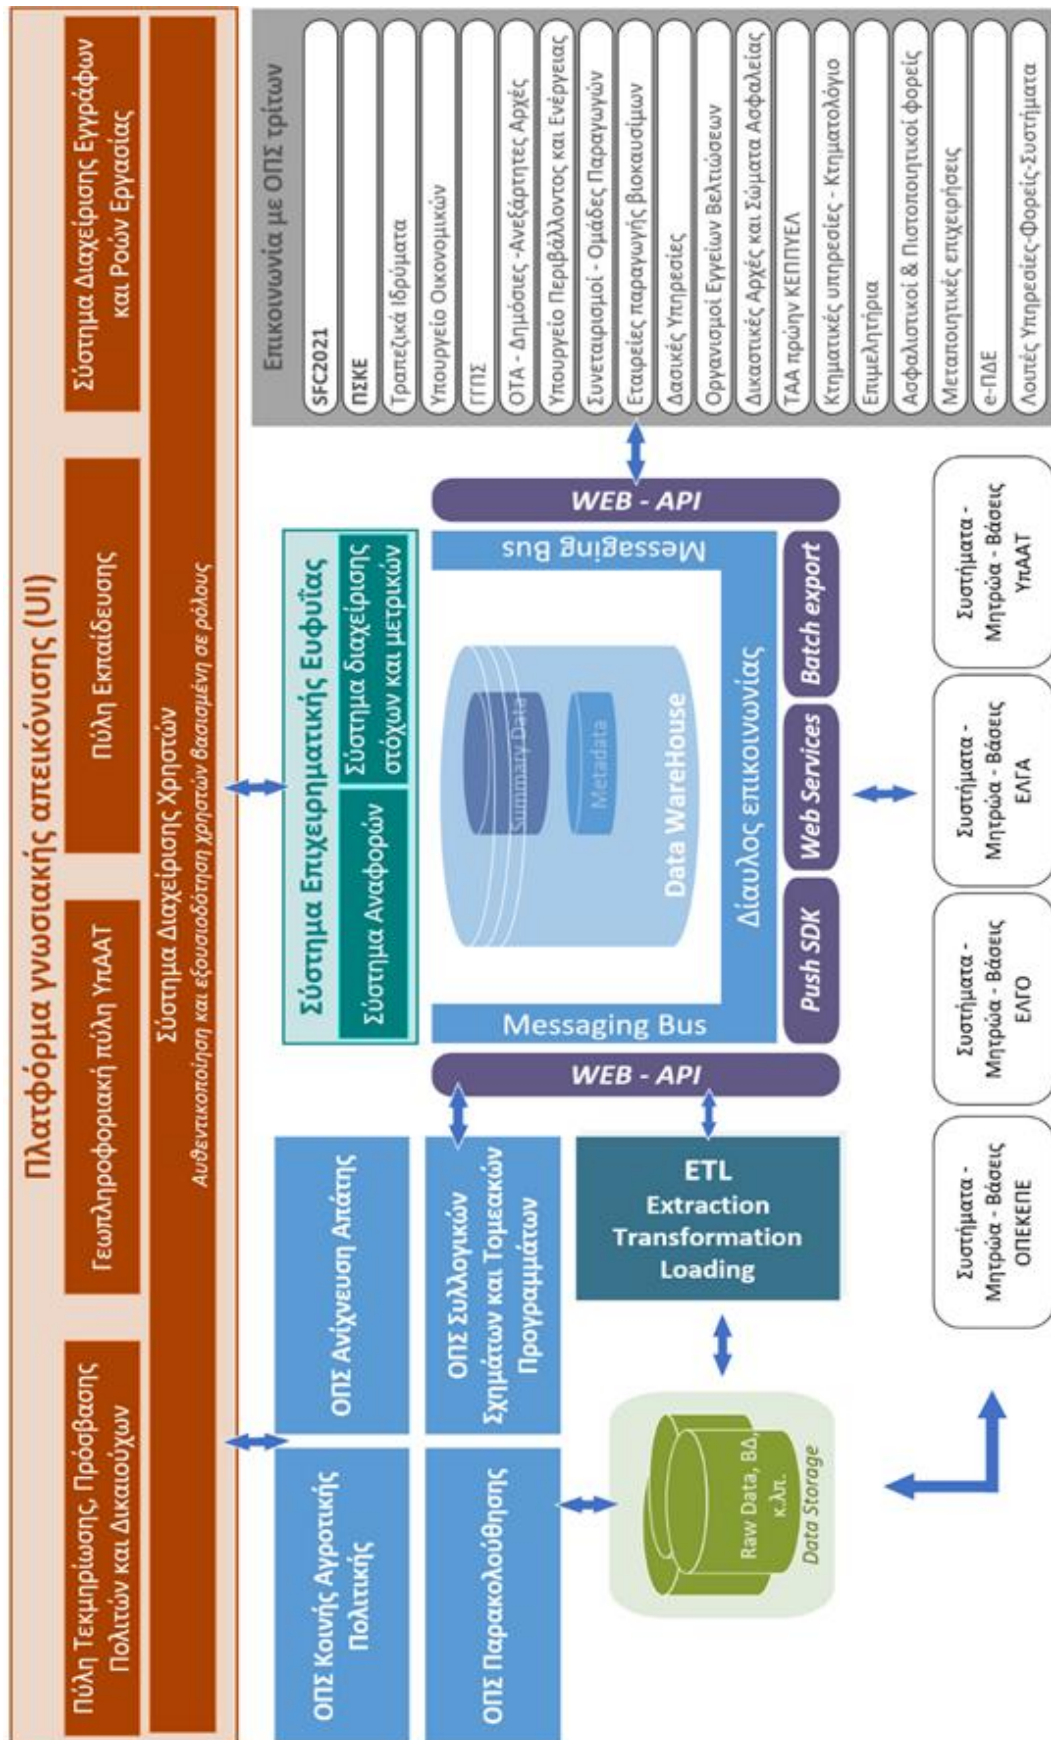 Πλατφόρμα γνωσιακής απεικόνισης (UI)
Πύλη Τεκμηρίωσης, Πρόσβασης
Πολιτών και Δικαιούχων
Γεωπληροφοριακή πύλη ΥπΑΑΤ
Πύλη Εκπαίδευσης
Σύστημα Διαχείρισης Εγγράφων
και Ροών Εργασίας
Σύστημα Διαχείρισης Χρηστών
Αυθεντικοποίηση και εξουσιοδότηση χρηστών βασισμένη σε ρόλους
ΟΠΣ Κοινής Αγροτικής
Πολιτικής
ΟΠΣ Ανίχνευση Απάτης
ΟΠΣ Παρακολούθησης
ΟΠΣ Συλλογικών
Σχημάτων και Τομεακών
Προγραμμάτων
Raw Data, ΒΔ,
κ.λπ.
Data Storage
ETL
Extraction
Transformation
Loading
Σύστημα Επιχειρηματικής Ευφυΐας
Σύστημα Αναφορών
Σύστημα διαχείρισης
στόχων και μετρικών
WEB - API
Messaging Bus
Summary Data
Metadata
Data WareHouse
Messaging Bus
WEB - API
Δίαυλος επικοινωνίας
Push SDK
Web Services
Batch export
Επικοινωνία με ΟΠΣ τρίτων
SFC2021
ΠΣΚΕ
Τραπεζικά Ιδρύματα
Υπουργείο Οικονομικών
ΓΓΠΣ
ΟΤΑ - Δημόσιες -Ανεξάρτητες Αρχές
Υπουργείο Περιβάλλοντος και Ενέργειας
Συνεταιρισμοί - Ομάδες Παραγωγών
Εταιρείες παραγωγής βιοκαυσίμων
Δασικές Υπηρεσίες
Οργανισμοί Εγγείων Βελτιώσεων
Δικαστικές Αρχές και Σώματα Ασφαλείας
ΤΑΑ πρώην ΚΕΠΠΥΕΛ
Κτηματικές υπηρεσίες - Κτηματολόγιο
Επιμελητήρια
Ασφαλιστικοί & Πιστοποιητικοί φορείς
Μεταποιητικές επιχειρήσεις
e-ΠΔΕ
Λοιπές Υπηρεσίες-Φορείς-Συστήματα
Συστήματα -
Μητρώα - Βάσεις
ΟΠΕΚΕΠΕ
Συστήματα -
Μητρώα - Βάσεις
ΕΛΓΟ
Συστήματα -
Μητρώα - Βάσεις
ΕΛΓΑ
Συστήματα -
Μητρώα - Βάσεις
ΥπΑΑΤ